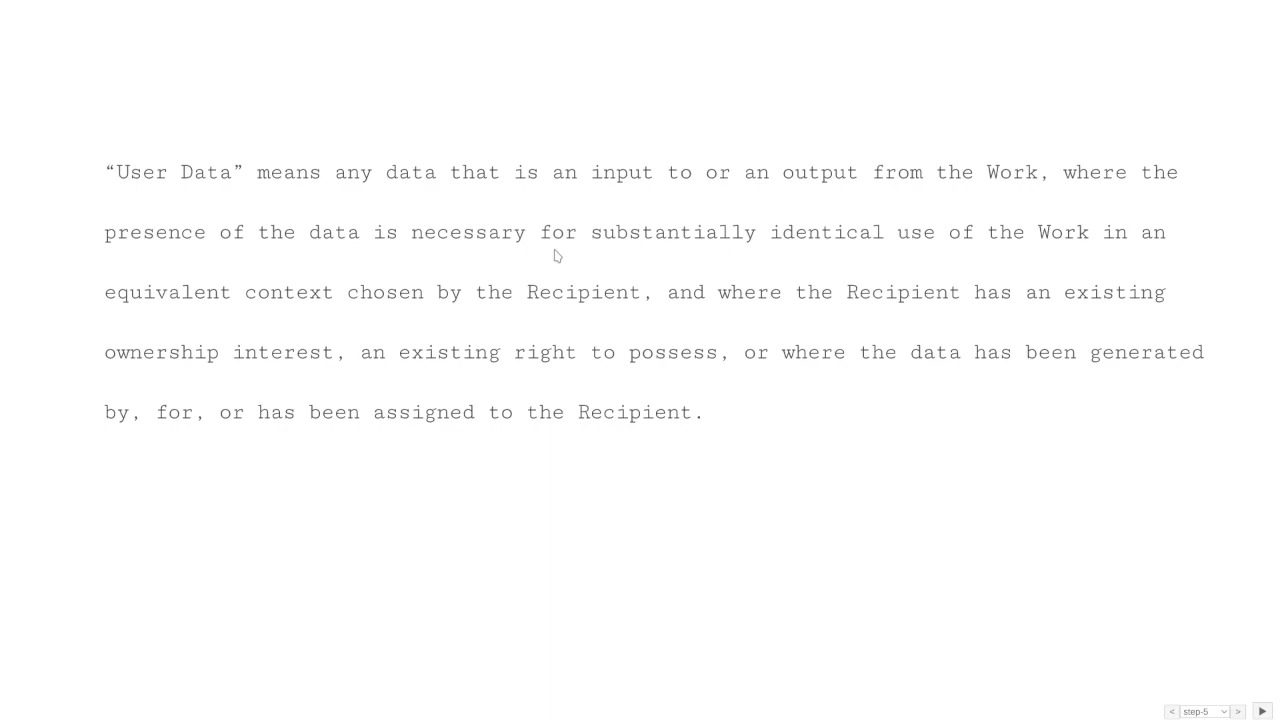 “User Data” means any data that is an input to or an output from the Work, where the
presence of the data is necessary for substantially identical use of the Work in an
equivalent context chosen by the Recipient, and where the Recipient has an existing
ownership interest, an existing right to possess, or where the data has been generated
by, for, or has been assigned to the Recipient.
< step-5 >